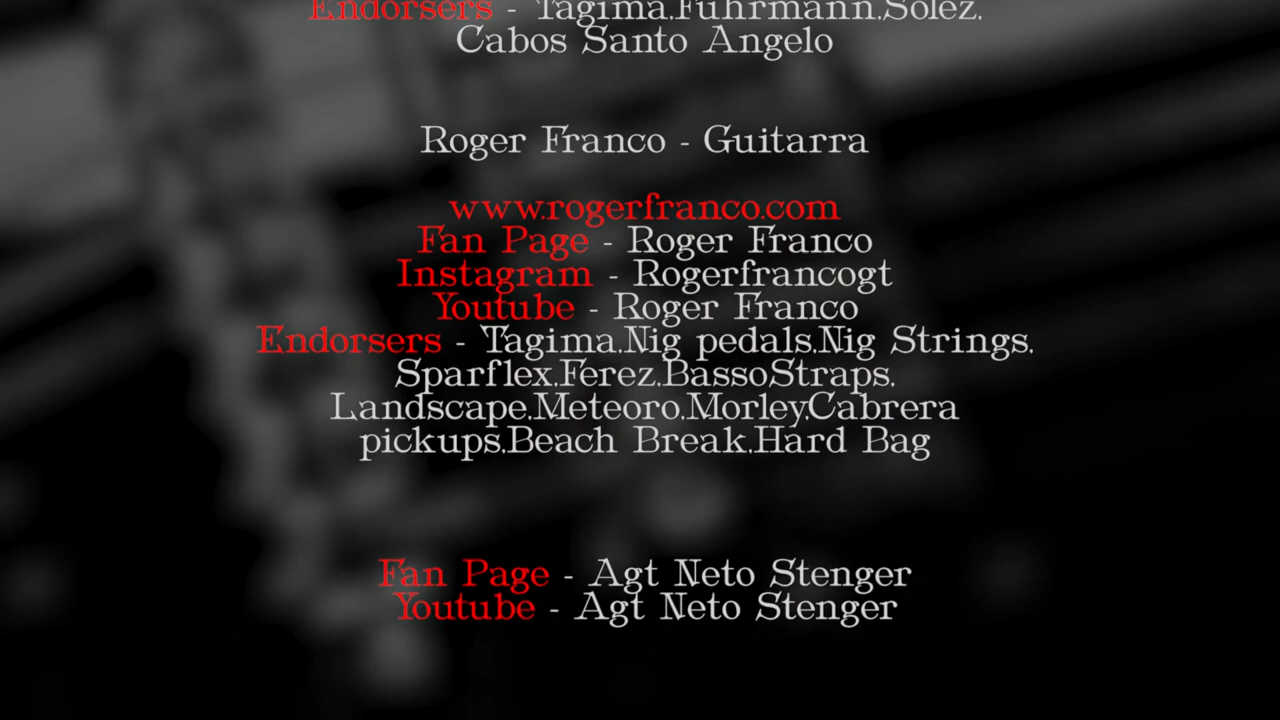 Endorsers - Tagima,Fuhrmann,Solez,
Cabos Santo Angelo
Roger Franco - Guitarra
www.rogerfranco.com
Fan Page - Roger Franco
Instagram - Rogerfrancogt
Youtube - Roger Franco
Endorsers - Tagima,Nig pedals,Nig Strings,
Sparflex,Ferez,BassoStraps,
Landscape,Meteoro,Morley,Cabrera
pickups,Beach Break,Hard Bag
Fan Page - Agt Neto Stenger
Youtube - Agt Neto Stenger